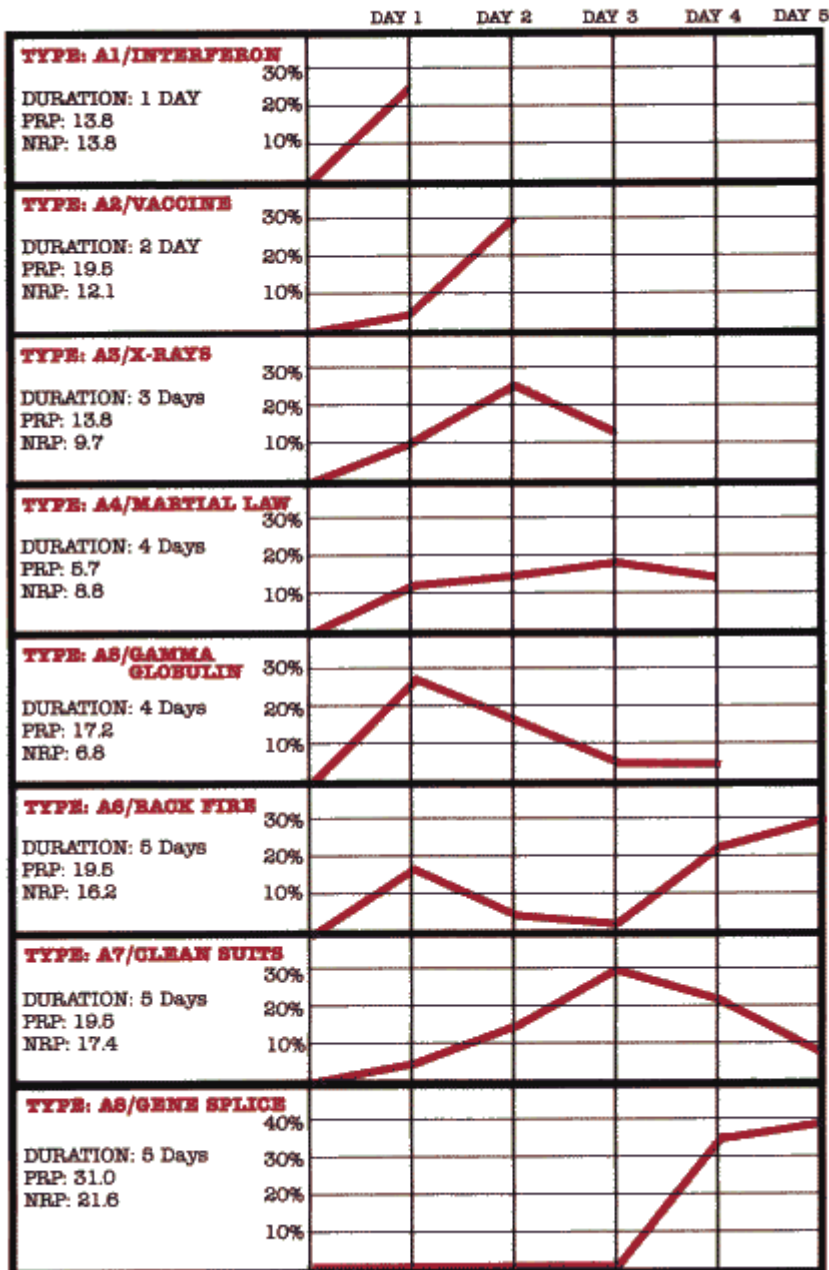 DAY 1 DAY 2 DAY 3 DAY 4 DAY 5
TYPE: A1/INTERFERON
30%
DURATION: 1 DAY
20%
PRP: 13.8
NRP: 13.8
10%
TYPE: A2/VACCINE
30%
DURATION: 2 DAY
20%
PRP: 19.5
NRP: 12.1
10%
TYPE: A3/X-RAYS
30%
DURATION: 3 Days
20%
PRP: 13.8
NRP: 9.7
10%
TYPE: A4/MARTIAL LAW
30%
DURATION: 4 Days
20%
PRP: 5.7
NRP: 8.8
10%
TYPE: A5/GAMMA
GLOBULIN
30%
DURATION: 4 Days
20%
PRP: 17.2
NRP: 6.8
10%
TYPE: A6/BACK FIRE
30%
DURATION: 5 Days
20%
PRP: 19.5
NRP: 16.2
10%
TYPE: A7/CLEAN SUITS
30%
DURATION: 5 Days
20%
PRP: 19.5
NRP: 17.4
10%
TYPE: A8/GENE SPLICE
40%
DURATION: 5 Days
30%
PRP: 31.0
NRP: 21.6
20%
10%